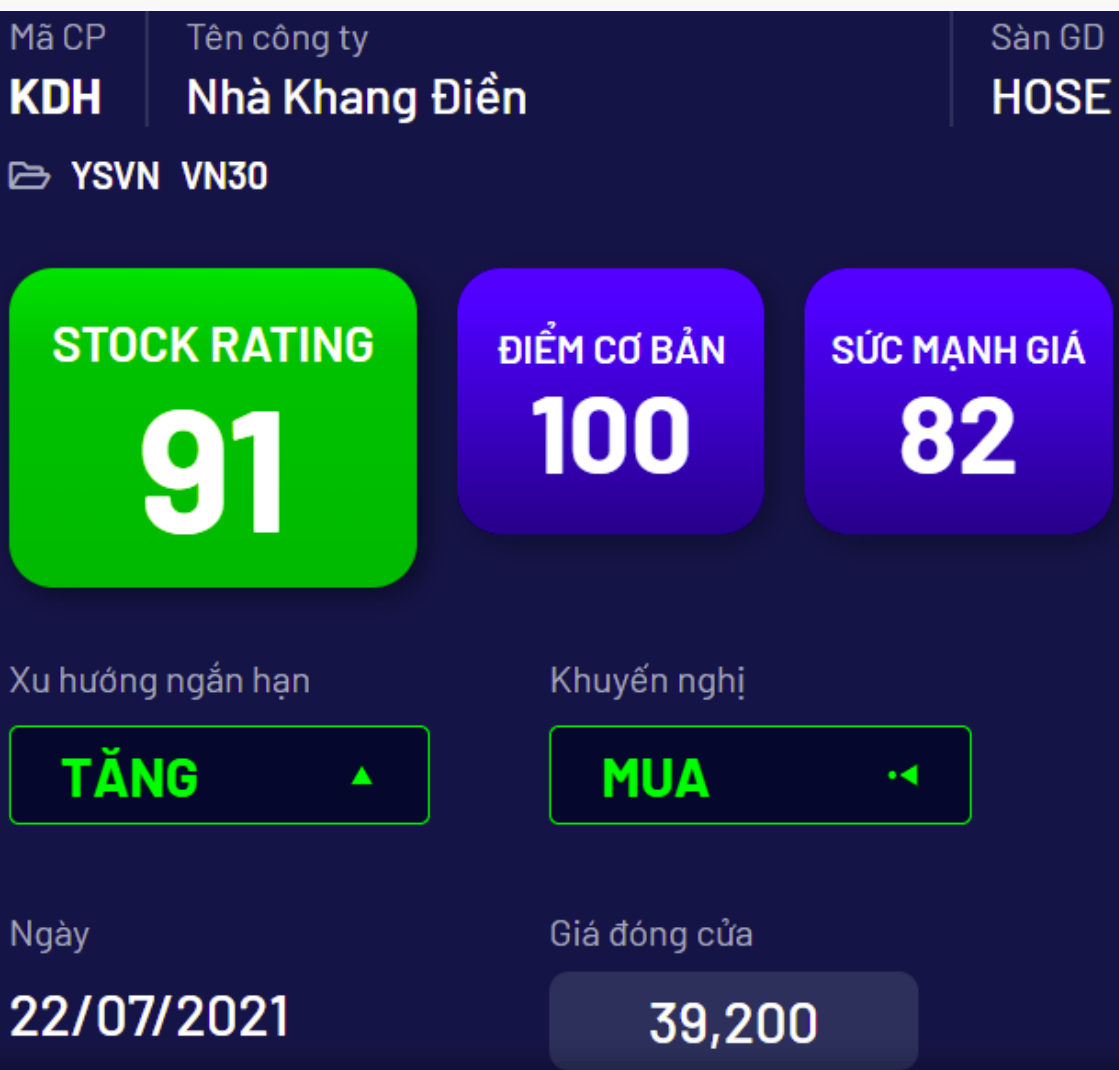 Mã CP Tên công ty Sàn GD
KDH Nhà Khang Điền HOSE
YSVN VN30
STOCK RATING ĐIỂM CƠ BẢN SỨC MẠNH GIÁ
91 100 82
Xu hướng ngắn hạn Khuyến nghị
TĂNG MUA
Ngày Giá đóng cửa
22/07/2021 39,200